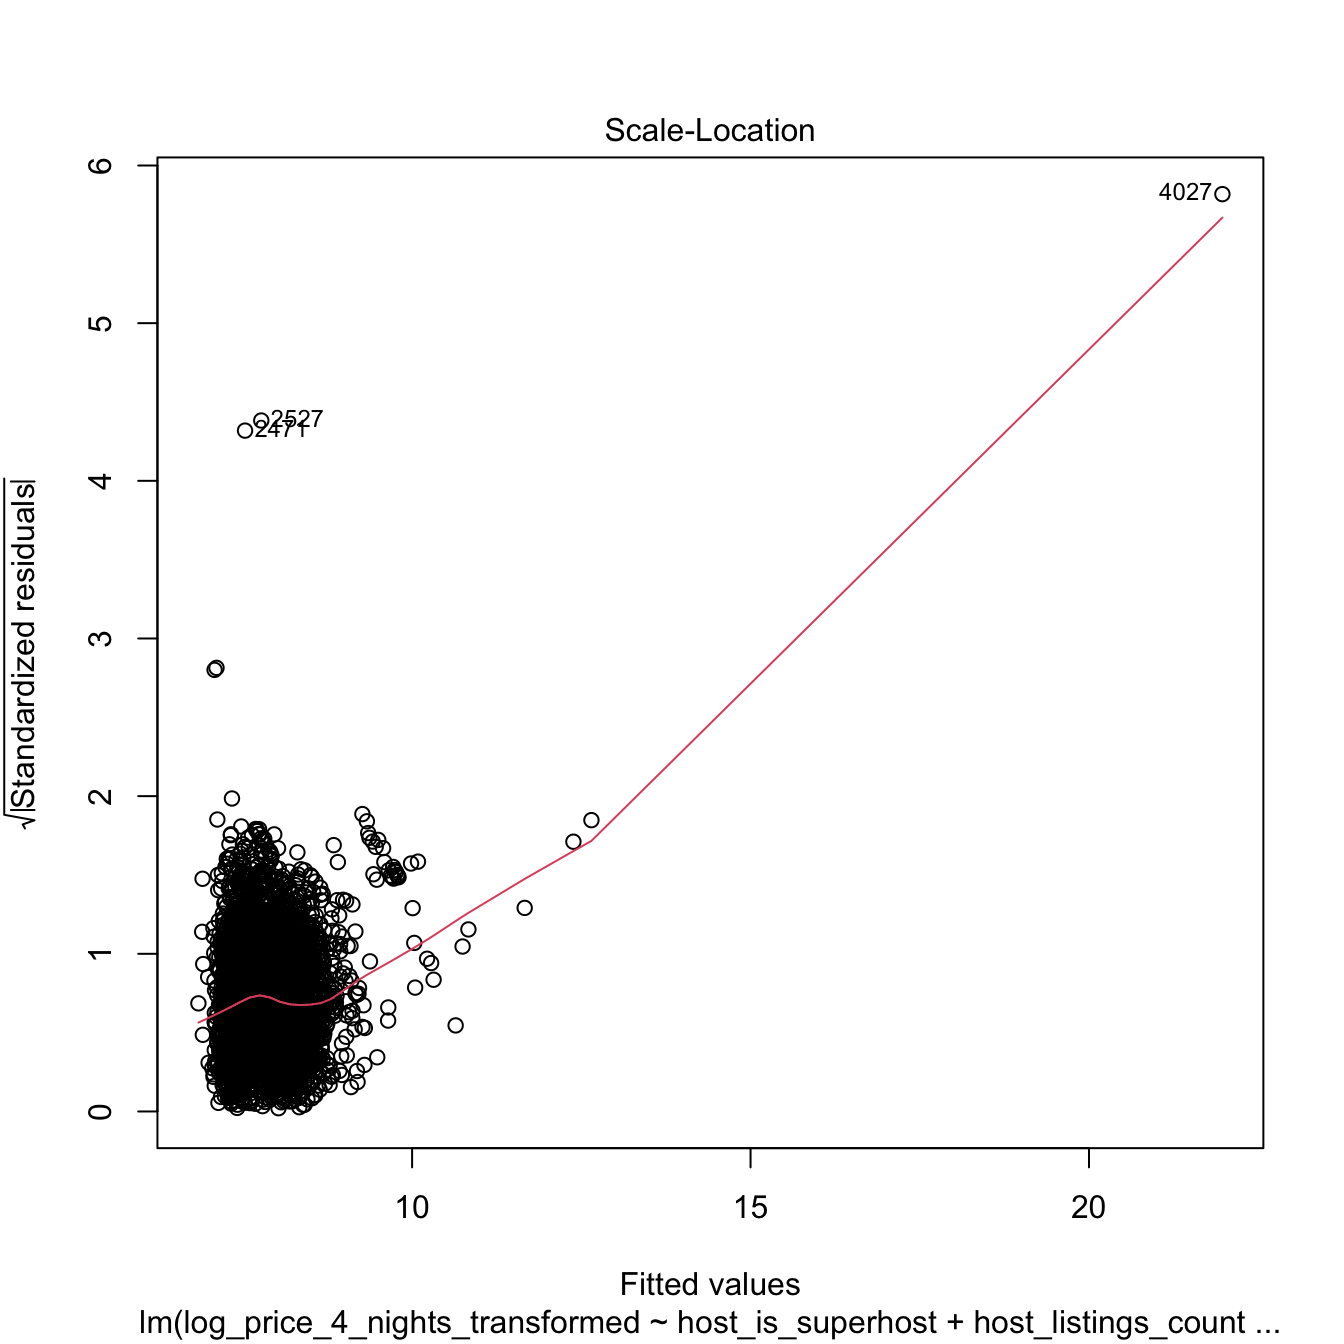 Scale-Location
√|Standardized residuals|
6
5
4
3
2
1
0
4027
2527
2471
10 15 20
Fitted values
lm(log_price_4_nights_transformed ~ host_is_superhost + host_listings_count ...